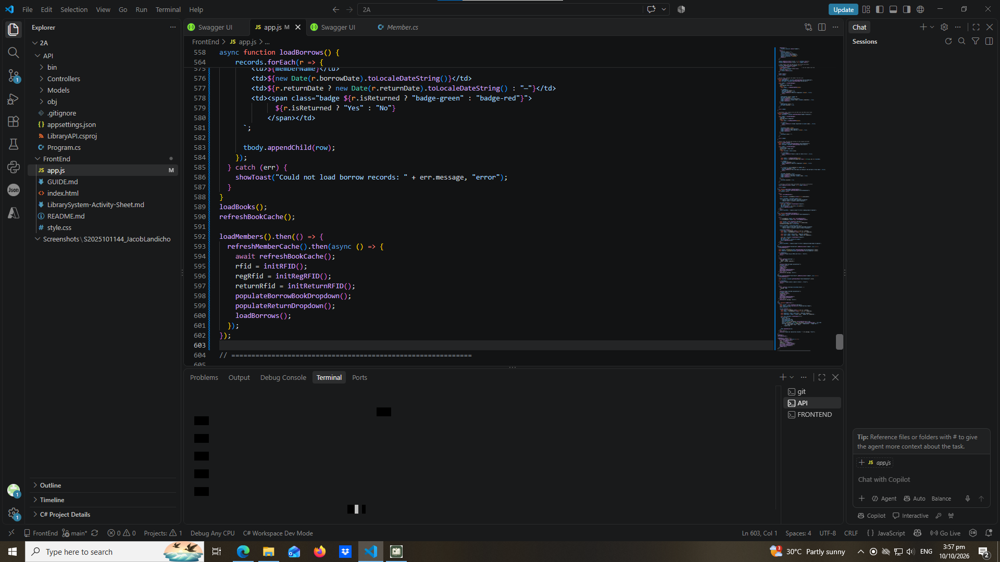 File Edit Selection View Go Run Terminal Help
2A
Update
Explorer
2A
API
bin
Controllers
Models
obj
.gitignore
appsettings.json
LibraryAPI.csproj
Program.cs
FrontEnd
app.js M
GUIDE.md
index.html
LibrarySystem-Activity-Sheet.md
README.md
style.css
Screenshots\S2025101144_JacobLandicho
Outline
Timeline
C# Project Details
Swagger UI
app.js M
Swagger UI
Member.cs
FrontEnd > JS app.js > ...
558 async function loadBorrows() {
564 records.forEach(r => {
575 <td>${memberName}</td>
576 <td>${new Date(r.borrowDate).toLocaleDateString()}</td>
577 <td>${r.returnDate ? new Date(r.returnDate).toLocaleDateString() : "—"}</td>
578 <td><span class="badge ${r.isReturned ? "badge-green" : "badge-red"}">
579 ${r.isReturned ? "Yes" : "No"}
580 </span></td>
581 `;
582
583 tbody.appendChild(row);
584 });
585 } catch (err) {
586 showToast("Could not load borrow records: " + err.message, "error");
587 }
588 }
589 loadBooks();
590 refreshBookCache();
591
592 loadMembers().then(() => {
593 refreshMemberCache().then(async () => {
594 await refreshBookCache();
595 rfid = initRFID();
596 regRfid = initRegRFID();
597 returnRfid = initReturnRFID();
598 populateBorrowBookDropdown();
599 populateReturnDropdown();
600 loadBorrows();
601 });
602 });
603
604 // ============================================================
605
Problems Output Debug Console Terminal Ports
git
API
FRONTEND
Chat
Sessions
Tip: Reference files or folders with # to give
the agent more context about the task.
JS app.js
Chat with Copilot
Agent Auto Balance
Copilot Interactive
FrontEnd main* 0 0 Projects: 1 Debug Any CPU C# Workspace Dev Mode
Ln 603, Col 1 Spaces: 4 UTF-8 CRLF {} JavaScript Go Live
Type here to search
30°C Partly sunny
ENG
3:57 pm
10/10/2026